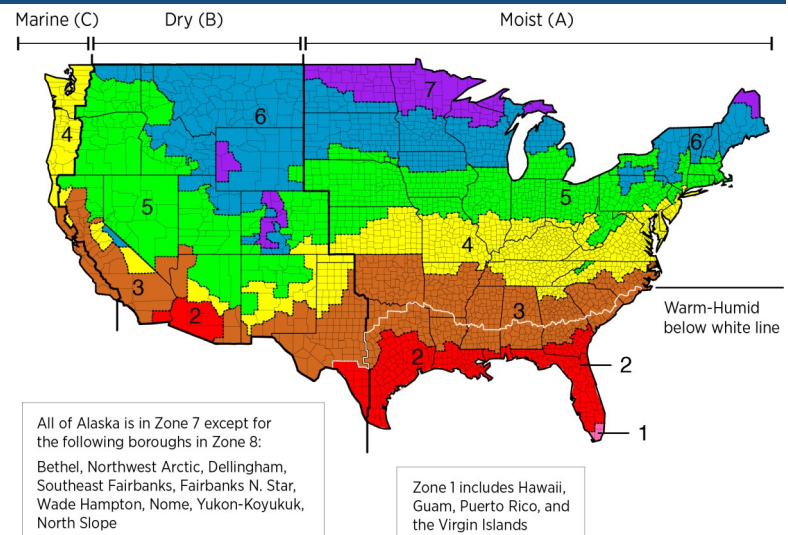 Marine (C)
Dry (B)
Moist (A)
7
6
4
6
5
5
4
3
3
2
2
Warm-Humid
below white line
2
1
All of Alaska is in Zone 7 except for
the following boroughs in Zone 8:
Bethel, Northwest Arctic, Dellingham,
Southeast Fairbanks, Fairbanks N. Star,
Wade Hampton, Nome, Yukon-Koyukuk,
North Slope
Zone 1 includes Hawaii,
Guam, Puerto Rico, and
the Virgin Islands